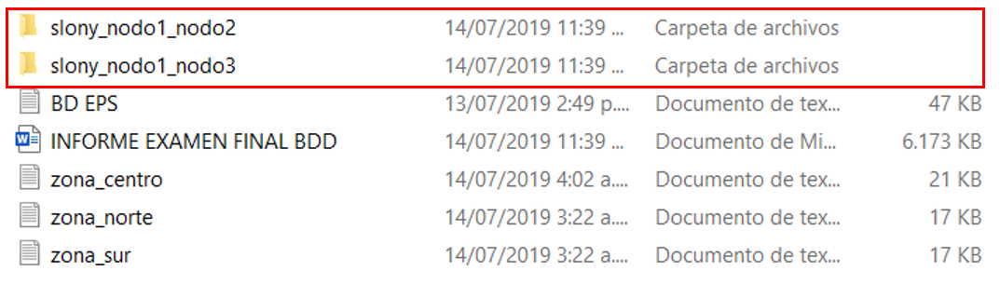 slony_nodo1_nodo2 14/07/2019 11:39 ... Carpeta de archivos
slony_nodo1_nodo3 14/07/2019 11:39 ... Carpeta de archivos
BD EPS 13/07/2019 2:49 p.... Documento de tex... 47 KB
INFORME EXAMEN FINAL BDD 14/07/2019 11:39 ... Documento de Mi... 6.173 KB
zona_centro 14/07/2019 4:02 a.... Documento de tex... 21 KB
zona_norte 14/07/2019 3:22 a.... Documento de tex... 17 KB
zona_sur 14/07/2019 3:22 a.... Documento de tex... 17 KB